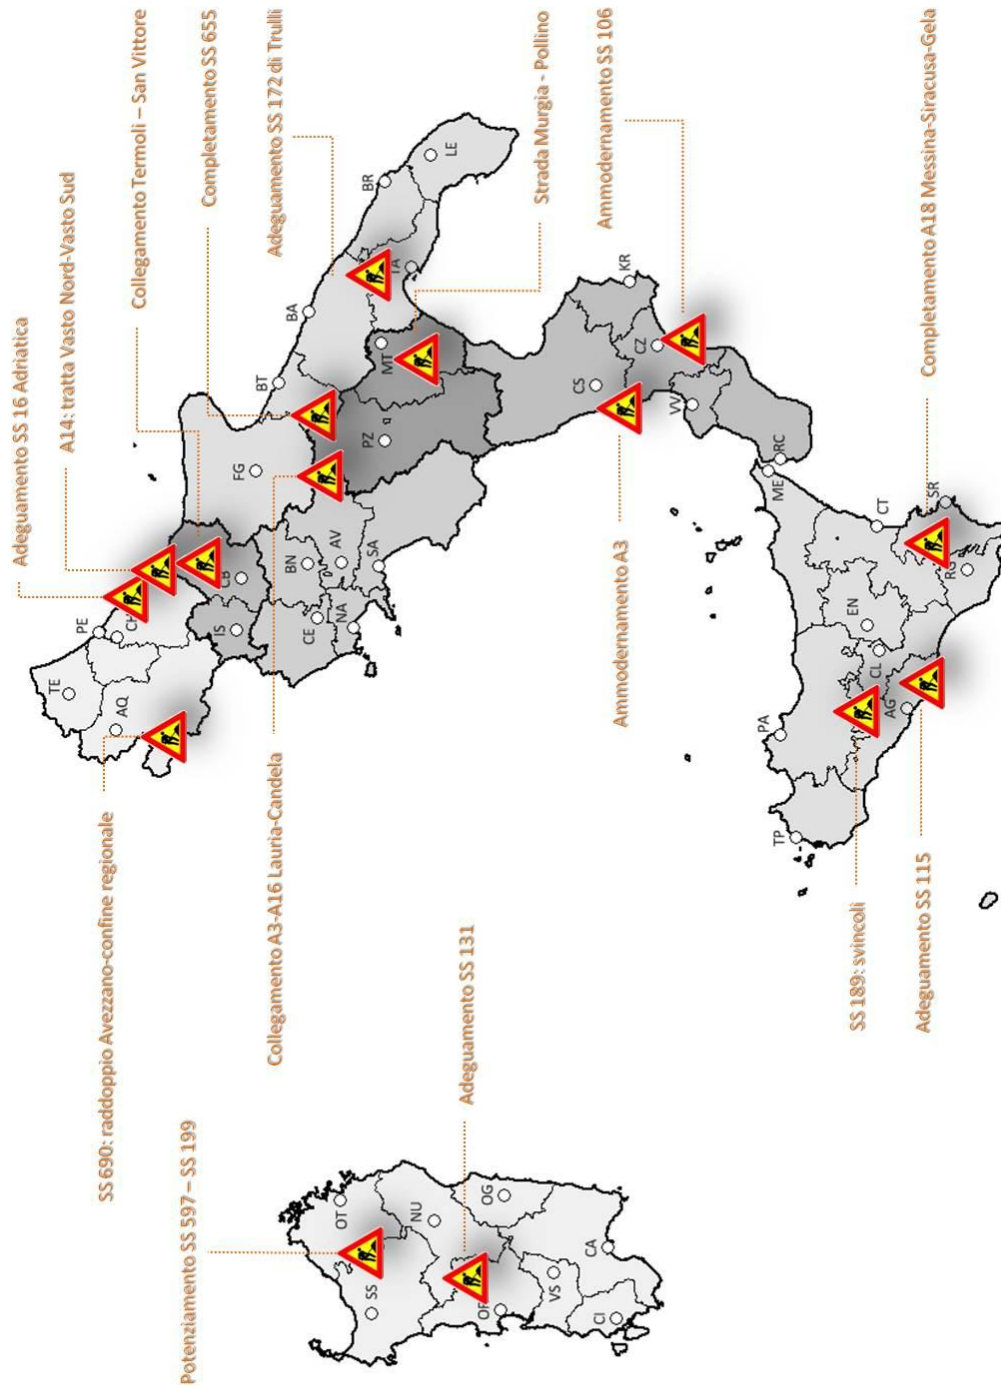 Adeguamento SS 16 Adriatica
TE
A14: tratta Vasto Nord-Vasto Sud
PE
SS 690: raddoppio Avezzano-confine regionale
AQ
CH
Collegamento Termoli – San Vittore
Potenziamento SS 597 – SS 199
Completamento SS 655
IS
CB
FG
BT
Collegamento A3-A16 Lauria-Candela
Adeguamento SS 172 di Trulli
BN
BA
CE
AV
NA
OT
SA
SS
BR
MT
PZ
TA
NU
LE
Adeguamento SS 131
OG
OR
Strada Murgia - Pollino
VS
CS
CA
CI
Ammodernamento SS 106
Ammodernamento A3
KR
CZ
VV
PA
ME
RC
TP
SS 189: svincoli
EN
CL
CT
AG
Adeguamento SS 115
Completamento A18 Messina-Siracusa-Gela
SR